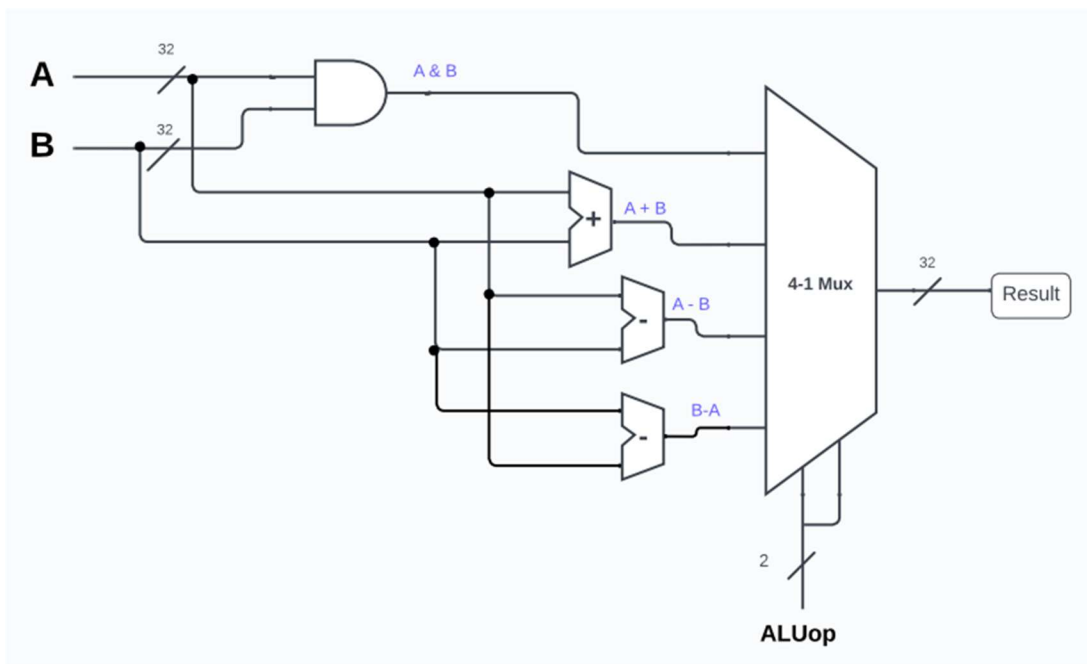 32
A
A & B
32
B
A + B
+
32
4-1 Mux
Result
A - B
-
B-A
-
2
ALUop